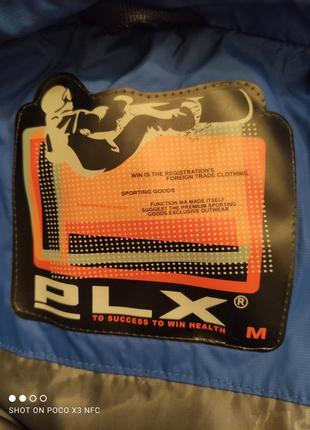 WIN IS THE REGISTRATION'S
FOREIGN TRADE CLOTHING.
SPORTING GOODS
FUNCTION MA MADE ITSELF
SUGGEST THE PREMIUM SPORTING
GOODS EXCLUSIVE OUTWEAR
PLX®
TO SUCCESS TO WIN HEALTH
M
SHOT ON POCO X3 NFC